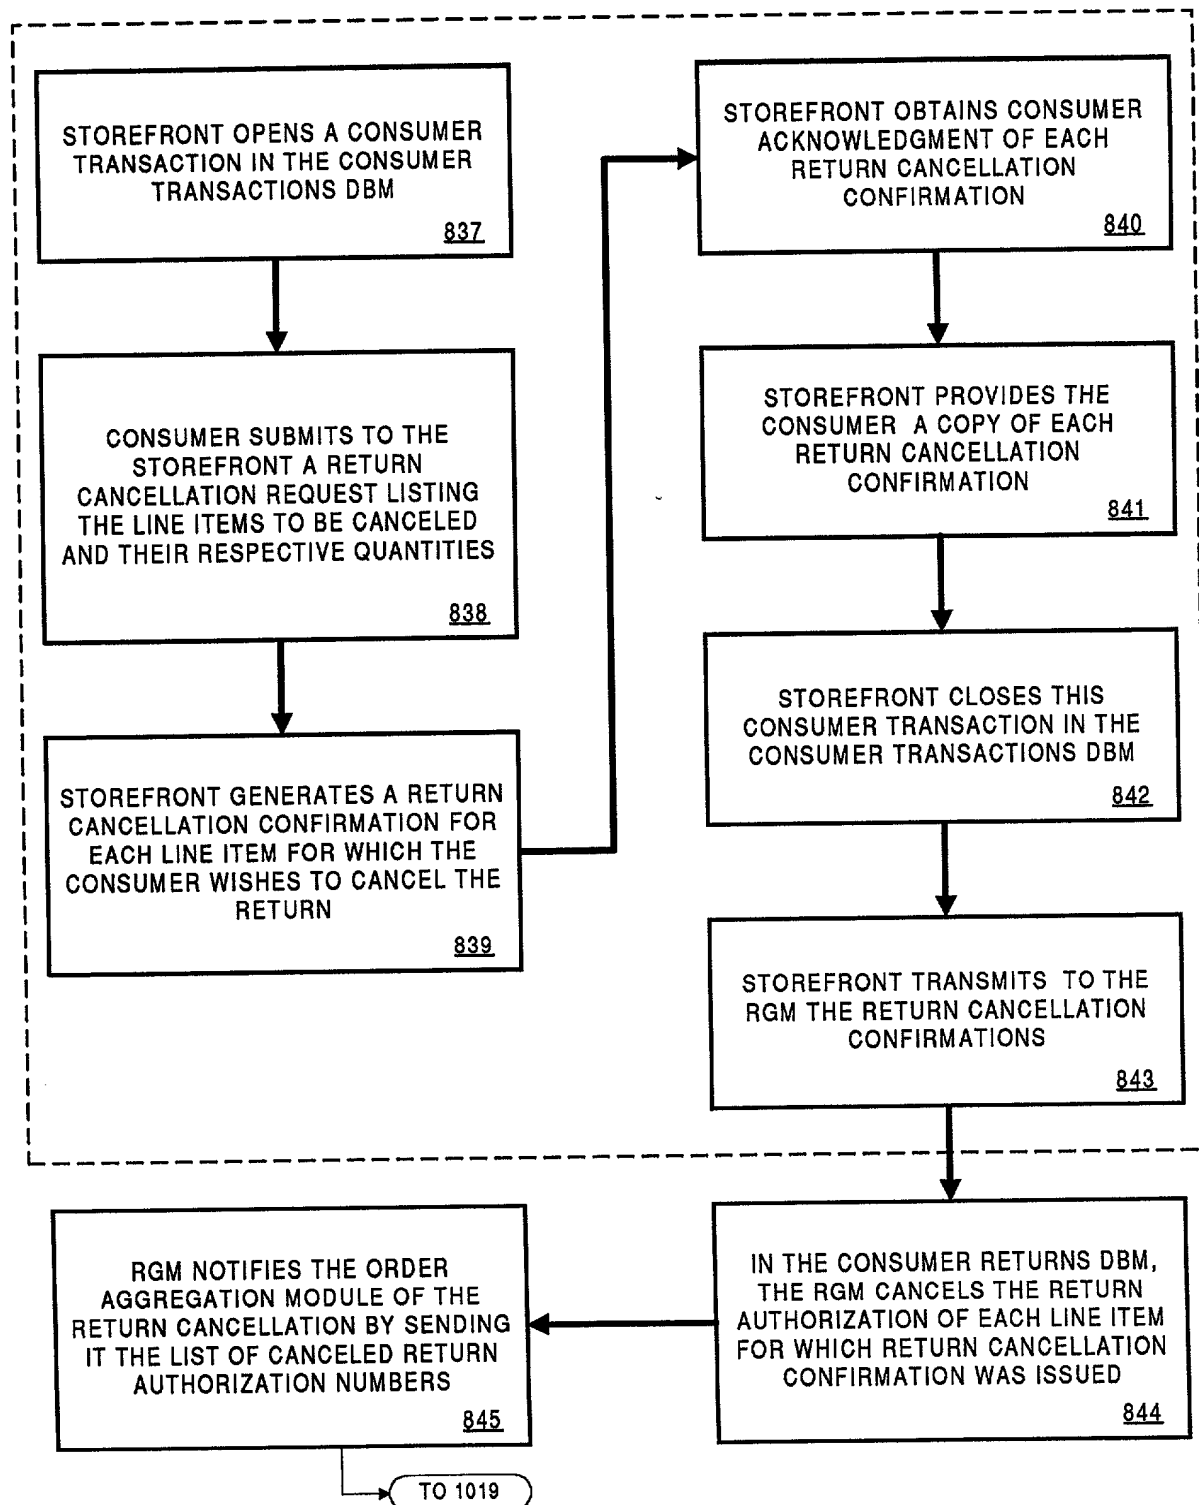 STOREFRONT OPENS A CONSUMER
TRANSACTION IN THE CONSUMER
TRANSACTIONS DBM
837
CONSUMER SUBMITS TO THE
STOREFRONT A RETURN
CANCELLATION REQUEST LISTING
THE LINE ITEMS TO BE CANCELED
AND THEIR RESPECTIVE QUANTITIES
838
STOREFRONT GENERATES A RETURN
CANCELLATION CONFIRMATION FOR
EACH LINE ITEM FOR WHICH THE
CONSUMER WISHES TO CANCEL THE
RETURN
839
STOREFRONT OBTAINS CONSUMER
ACKNOWLEDGMENT OF EACH
RETURN CANCELLATION
CONFIRMATION
840
STOREFRONT PROVIDES THE
CONSUMER A COPY OF EACH
RETURN CANCELLATION
CONFIRMATION
841
STOREFRONT CLOSES THIS
CONSUMER TRANSACTION IN THE
CONSUMER TRANSACTIONS DBM
842
STOREFRONT TRANSMITS TO THE
RGM THE RETURN CANCELLATION
CONFIRMATIONS
843
IN THE CONSUMER RETURNS DBM,
THE RGM CANCELS THE RETURN
AUTHORIZATION OF EACH LINE ITEM
FOR WHICH RETURN CANCELLATION
CONFIRMATION WAS ISSUED
844
RGM NOTIFIES THE ORDER
AGGREGATION MODULE OF THE
RETURN CANCELLATION BY SENDING
IT THE LIST OF CANCELED RETURN
AUTHORIZATION NUMBERS
845
TO 1019